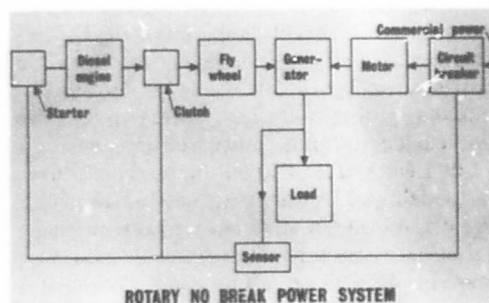 Commercial power
Diesel
engine
Fly
wheel
Gener-
ator
Motor
Circuit
breaker
Starter
Clutch
Load
Sensor
ROTARY NO BREAK POWER SYSTEM